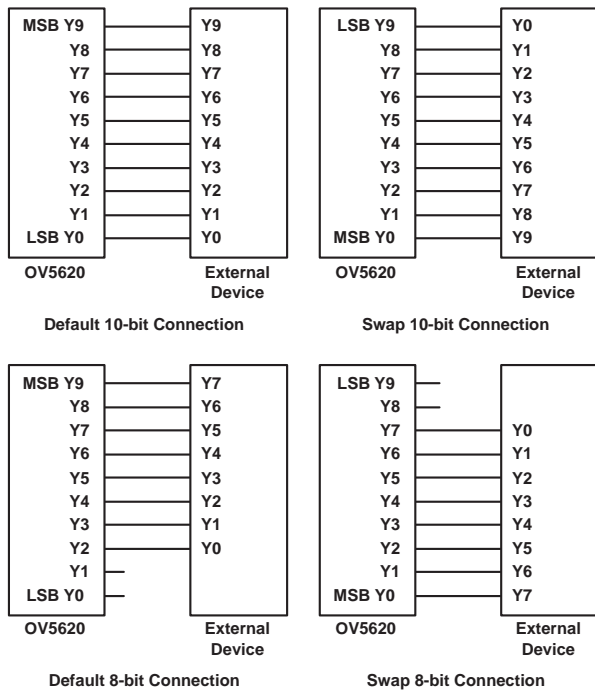 MSB Y9 Y9
Y8 Y8
Y7 Y7
Y6 Y6
Y5 Y5
Y4 Y4
Y3 Y3
Y2 Y2
Y1 Y1
LSB Y0 Y0
OV5620 External
Device
Default 10-bit Connection
LSB Y9 Y0
Y8 Y1
Y7 Y2
Y6 Y3
Y5 Y4
Y4 Y5
Y3 Y6
Y2 Y7
Y1 Y8
MSB Y0 Y9
OV5620 External
Device
Swap 10-bit Connection
MSB Y9 Y7
Y8 Y6
Y7 Y5
Y6 Y4
Y5 Y3
Y4 Y2
Y3 Y1
Y2 Y0
Y1
LSB Y0
OV5620 External
Device
Default 8-bit Connection
LSB Y9
Y8
Y7 Y0
Y6 Y1
Y5 Y2
Y4 Y3
Y3 Y4
Y2 Y5
Y1 Y6
MSB Y0 Y7
OV5620 External
Device
Swap 8-bit Connection